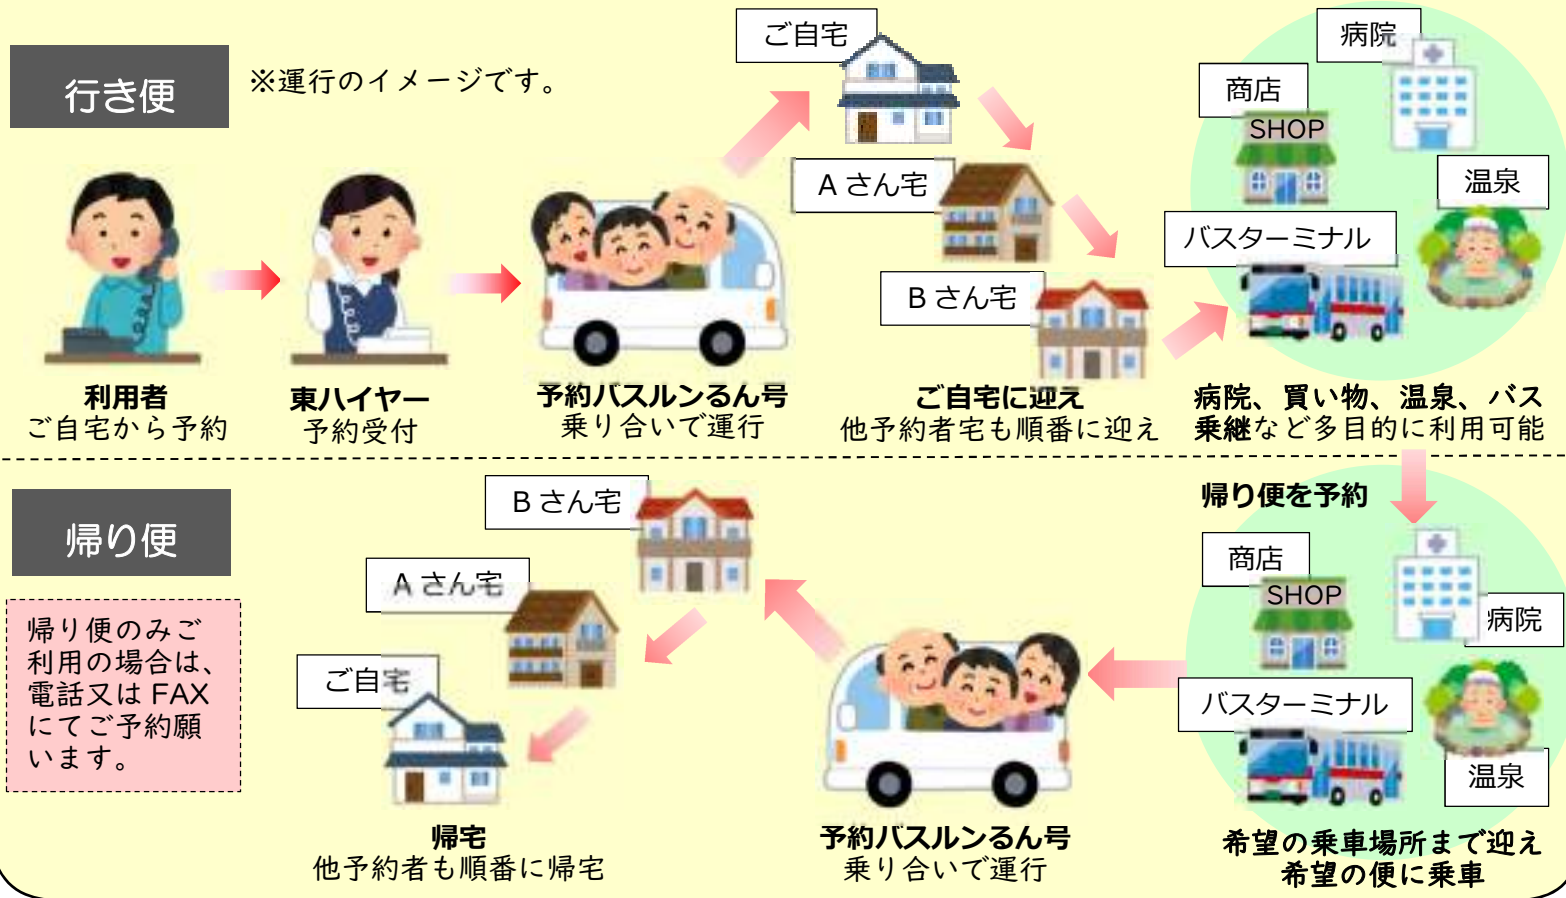 行き便
※運行のイメージです。
ご自宅
Aさん宅
Bさん宅
病院
商店
SHOP
温泉
バスターミナル
利用者
ご自宅から予約
東ハイヤー
予約受付
予約バスルンるん号
乗り合いで運行
ご自宅に迎え
他予約者宅も順番に迎え
病院、買い物、温泉、バス
乗継など多目的に利用可能
帰り便
帰り便のみご
利用の場合は、
電話又は FAX
にてご予約願
います。
帰り便を予約
商店
SHOP
病院
バスターミナル
温泉
希望の乗車場所まで迎え
希望の便に乗車
予約バスルンるん号
乗り合いで運行
Bさん宅
Aさん宅
ご自宅
帰宅
他予約者も順番に帰宅